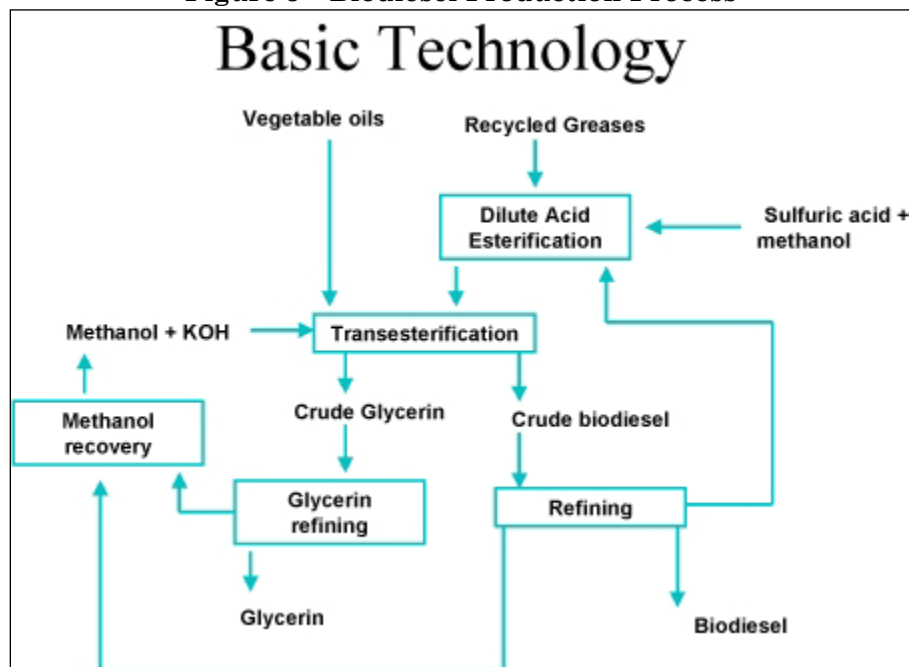 Basic Technology
Vegetable oils
Recycled Greases
Dilute Acid
Esterification
Sulfuric acid +
methanol
Methanol + KOH
Transesterification
Crude Glycerin
Crude biodiesel
Methanol
recovery
Glycerin
refining
Refining
Glycerin
Biodiesel